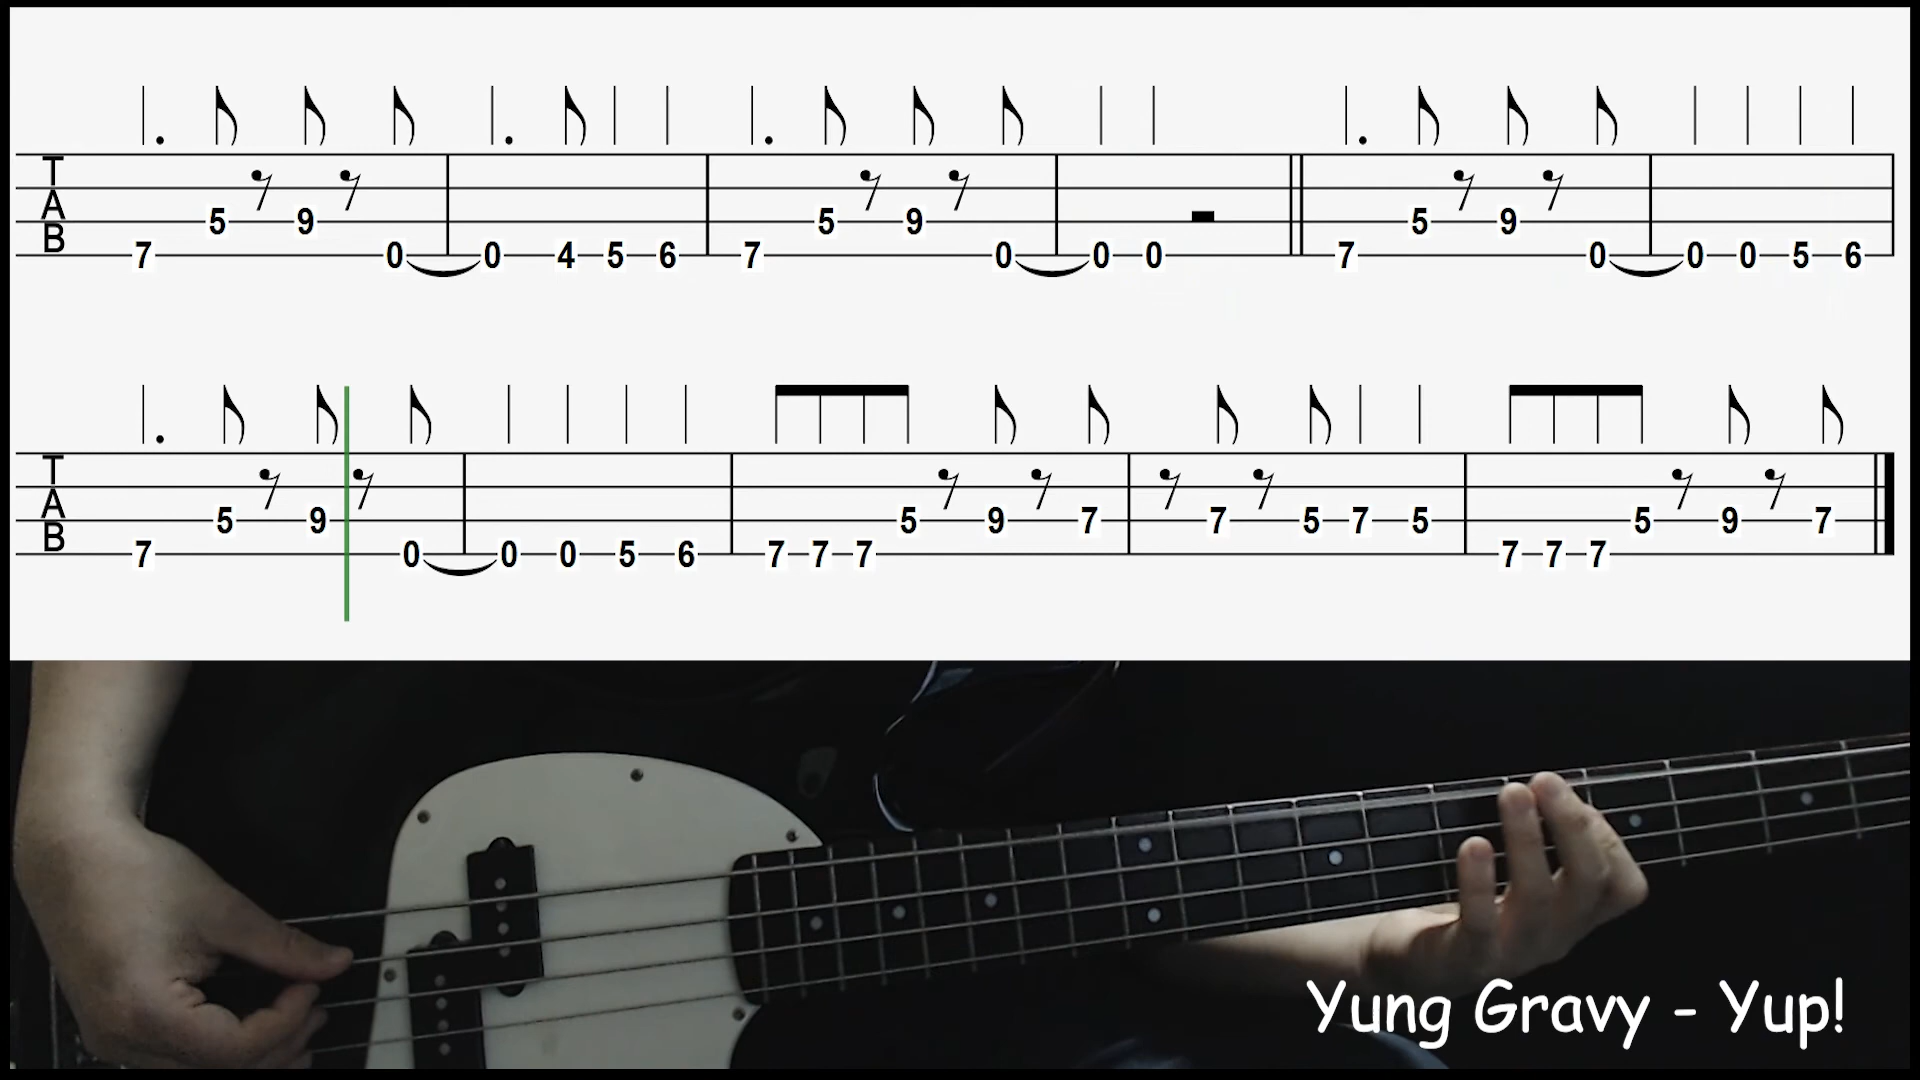 T
A
B
5 9 5 9 5 9
7 0 0 4 5 6 7 0 0 0 7 0 0 5 6
T
A
B
5 9 5 9 7 7 5 7 5 5 9 7
7 0 0 0 5 6 7 7 7 7 7 7
Yung Gravy - Yup!